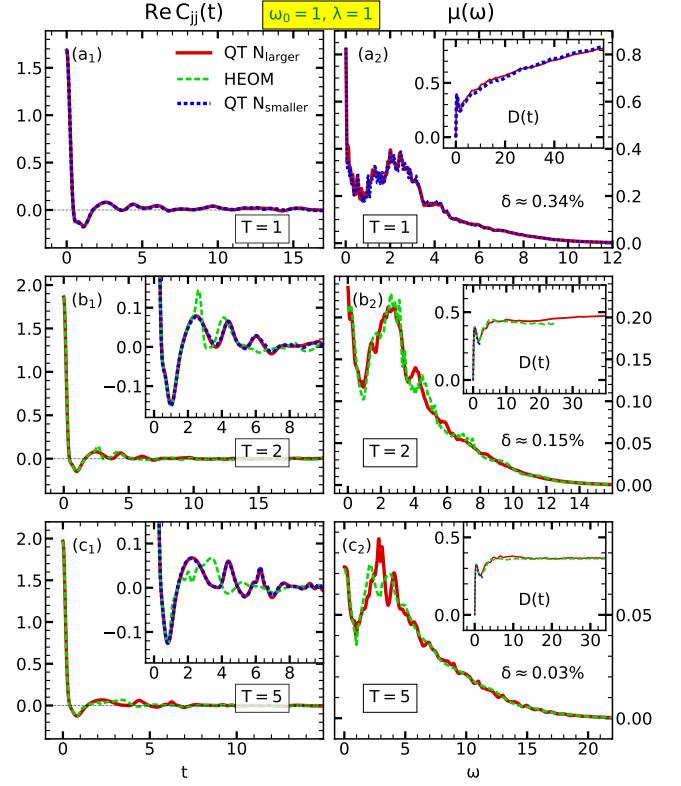 Re C_jj(t)
ω₀ = 1, λ = 1
μ(ω)
(a₁)
QT N_larger
HEOM
QT N_smaller
T = 1
1.5
1.0
0.5
0.0
0 5 10 15
(a₂)
D(t)
0.5
0.0
0 20 40
δ ≈ 0.34%
T = 1
0.8
0.6
0.4
0.2
0.0
0 2 4 6 8 10 12
(b₁)
2.0
1.5
1.0
0.5
0.0
0.1
0.0
−0.1
2 4 6 8
T = 2
0 5 10 15
(b₂)
0.5
0.0
D(t)
0 10 20 30
T = 2
δ ≈ 0.15%
0.20
0.15
0.10
0.05
0.00
0 2 4 6 8 10 12 14
(c₁)
2.0
1.5
1.0
0.5
0.0
0.1
0.0
−0.1
2 4 6 8
T = 5
0 5 10
t
(c₂)
0.5
0.0
D(t)
0 10 20 30
T = 5
δ ≈ 0.03%
0.05
0.00
0 5 10 15 20
ω